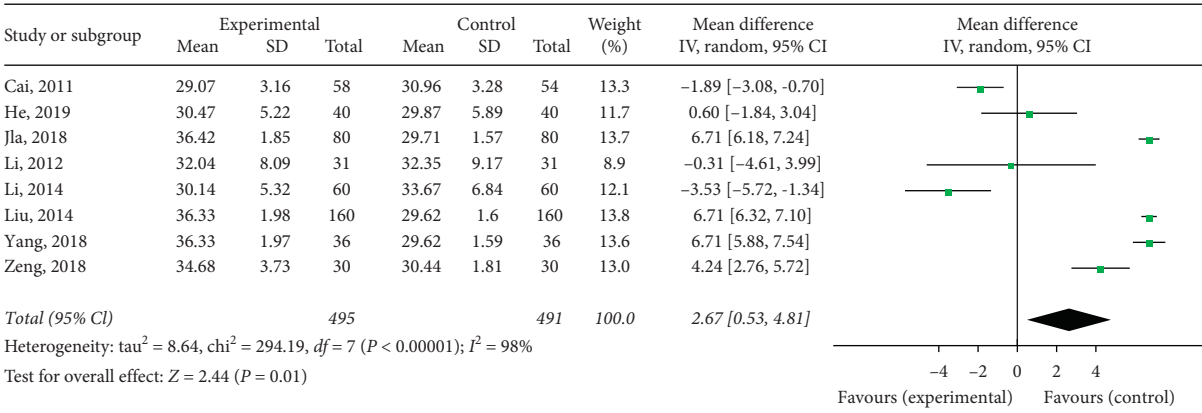 Study or subgroup Experimental Control Weight (%) Mean difference IV, random, 95% CI Mean difference IV, random, 95% CI
Mean SD Total Mean SD Total
Cai, 2011 29.07 3.16 58 30.96 3.28 54 13.3 –1.89 [–3.08, -0.70]
He, 2019 30.47 5.22 40 29.87 5.89 40 11.7 0.60 [–1.84, 3.04]
Jla, 2018 36.42 1.85 80 29.71 1.57 80 13.7 6.71 [6.18, 7.24]
Li, 2012 32.04 8.09 31 32.35 9.17 31 8.9 –0.31 [–4.61, 3.99]
Li, 2014 30.14 5.32 60 33.67 6.84 60 12.1 –3.53 [–5.72, -1.34]
Liu, 2014 36.33 1.98 160 29.62 1.6 160 13.8 6.71 [6.32, 7.10]
Yang, 2018 36.33 1.97 36 29.62 1.59 36 13.6 6.71 [5.88, 7.54]
Zeng, 2018 34.68 3.73 30 30.44 1.81 30 13.0 4.24 [2.76, 5.72]
Total (95% Cl) 495 491 100.0 2.67 [0.53, 4.81]
Heterogeneity: tau² = 8.64, chi² = 294.19, df = 7 (P < 0.00001); I² = 98%
Test for overall effect: Z = 2.44 (P = 0.01)
–4 –2 0 2 4
Favours (experimental) Favours (control)